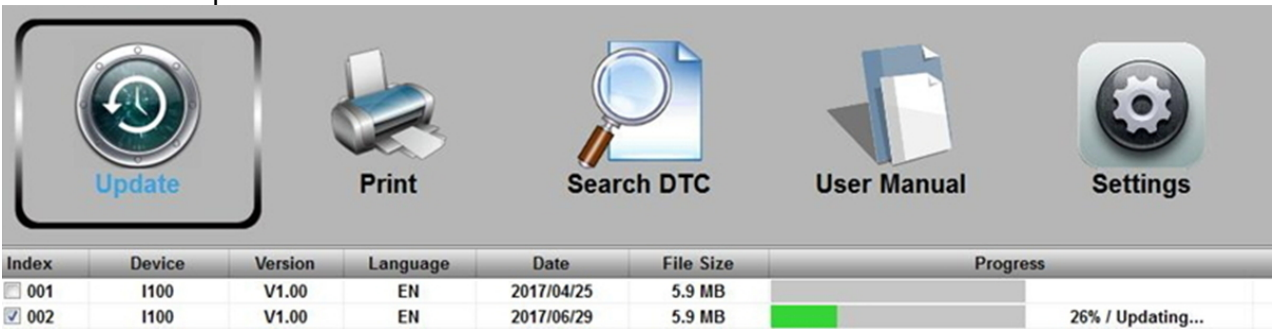 Update Print Search DTC User Manual Settings
Index Device Version Language Date File Size Progress
001 I100 V1.00 EN 2017/04/25 5.9 MB
002 I100 V1.00 EN 2017/06/29 5.9 MB 26% / Updating...